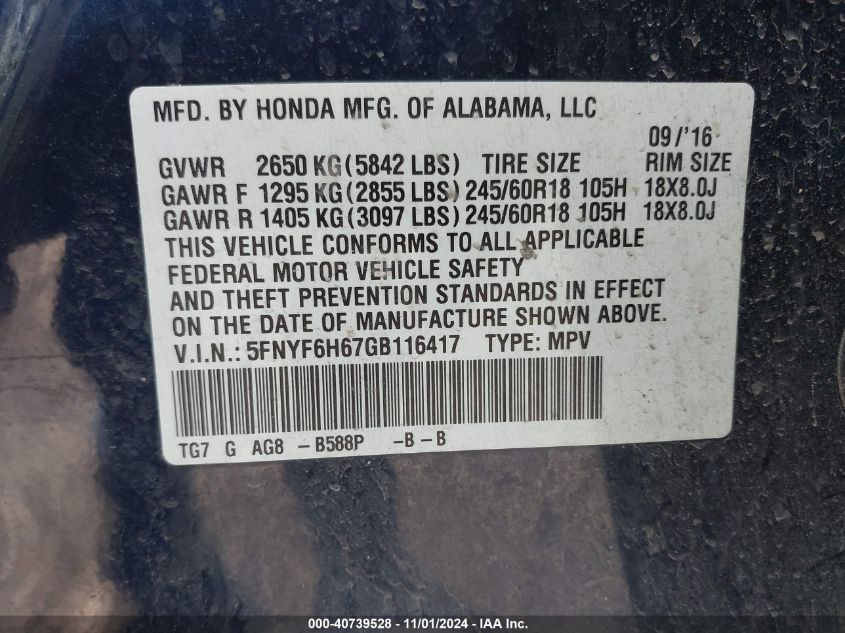 MFD. BY HONDA MFG. OF ALABAMA, LLC
09/'16
GVWR 2650 KG (5842 LBS) TIRE SIZE RIM SIZE
GAWR F 1295 KG (2855 LBS) 245/60R18 105H 18X8.0J
GAWR R 1405 KG (3097 LBS) 245/60R18 105H 18X8.0J
THIS VEHICLE CONFORMS TO ALL APPLICABLE
FEDERAL MOTOR VEHICLE SAFETY
AND THEFT PREVENTION STANDARDS IN EFFECT
ON THE DATE OF MANUFACTURE SHOWN ABOVE.
V.I.N.: 5FNYF6H67GB116417 TYPE: MPV
TG7 G AG8 -B588P -B-B
000-40739528 - 11/01/2024 - IAA Inc.